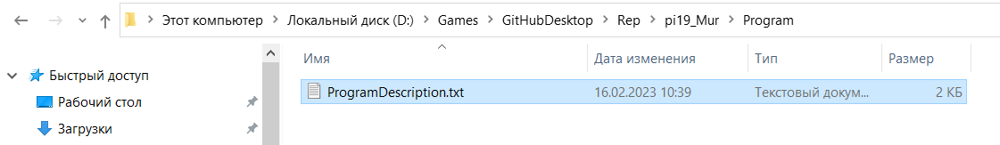 Этот компьютер > Локальный диск (D:) > Games > GitHubDesktop > Rep > pi19_Mur > Program
Имя Дата изменения Тип Размер
Быстрый доступ
ProgramDescription.txt 16.02.2023 10:39 Текстовый докум... 2 КБ
Рабочий стол
Загрузки